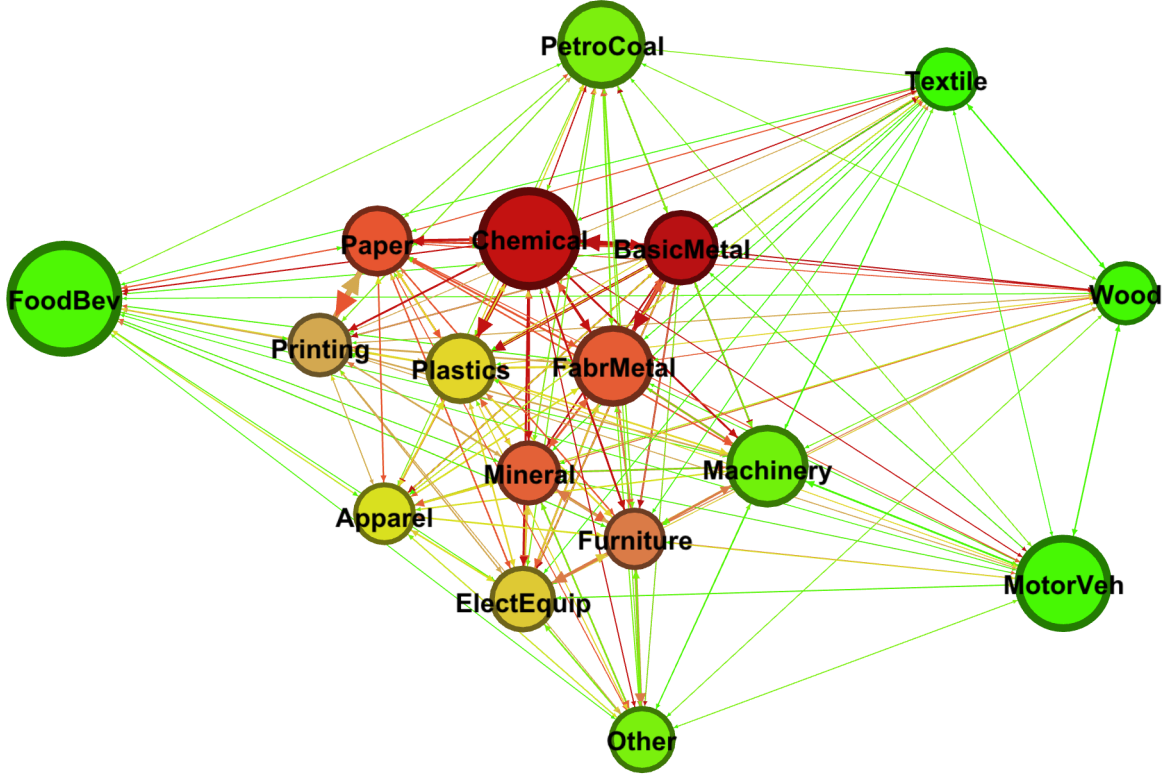 PetroCoal
Textile
Paper
Chemical
BasicMetal
FoodBev
Wood
Printing
Plastics
FabrMetal
Mineral
Machinery
Apparel
Furniture
ElectEquip
MotorVeh
Other